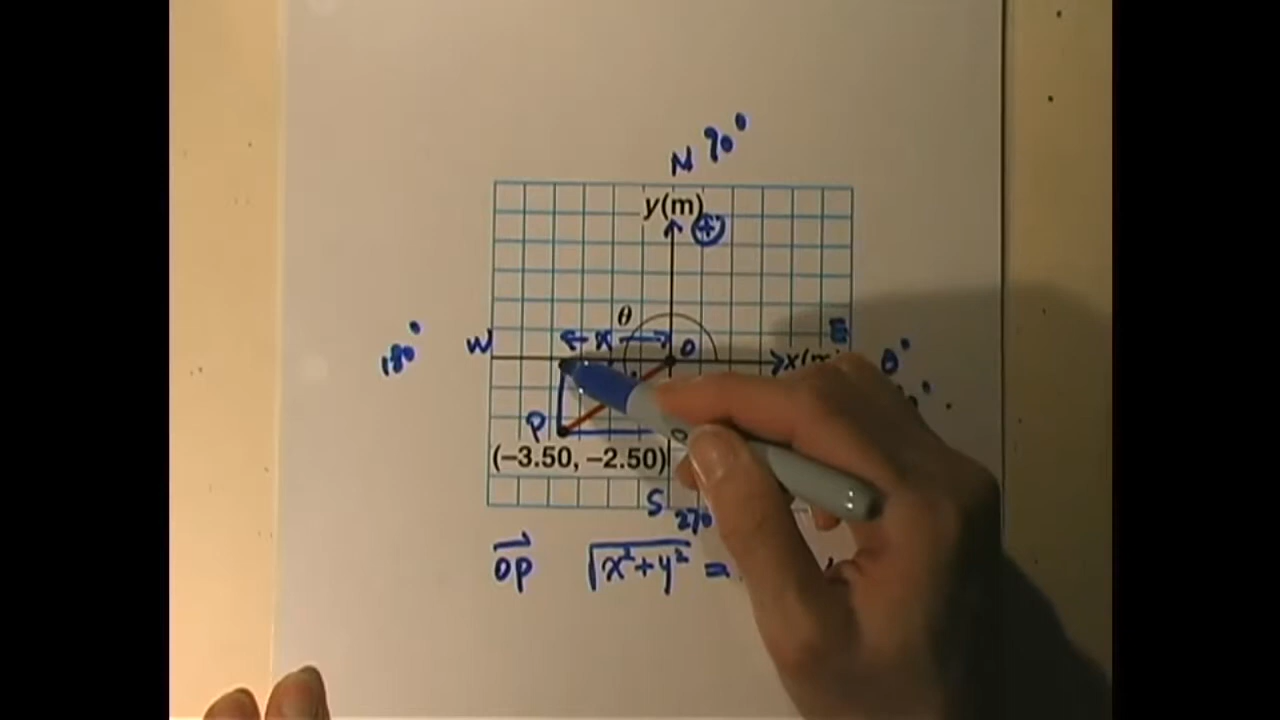 N 90°
y(m)
+
θ
E
180° W x O x(m) 0°
P
(−3.50, −2.50)
S 270
OP √x²+y² =